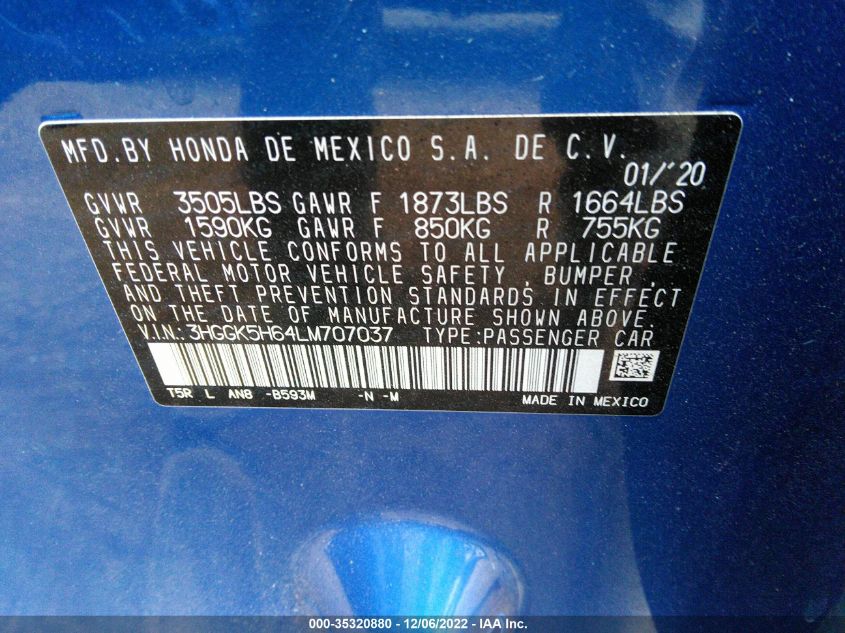 MFD.BY HONDA DE MEXICO S.A. DE C.V.
01/'20
GVWR 3505LBS GAWR F 1873LBS R 1664LBS
GVWR 1590KG GAWR F 850KG R 755KG
THIS VEHICLE CONFORMS TO ALL APPLICABLE
FEDERAL MOTOR VEHICLE SAFETY, BUMPER,
AND THEFT PREVENTION STANDARDS IN EFFECT
ON THE DATE OF MANUFACTURE SHOWN ABOVE.
V.I.N.: 3HGGK5H64LM707037 TYPE:PASSENGER CAR
T5R L AN8 -B593M -N -M
MADE IN MEXICO
000-35320880 - 12/06/2022 - IAA Inc.